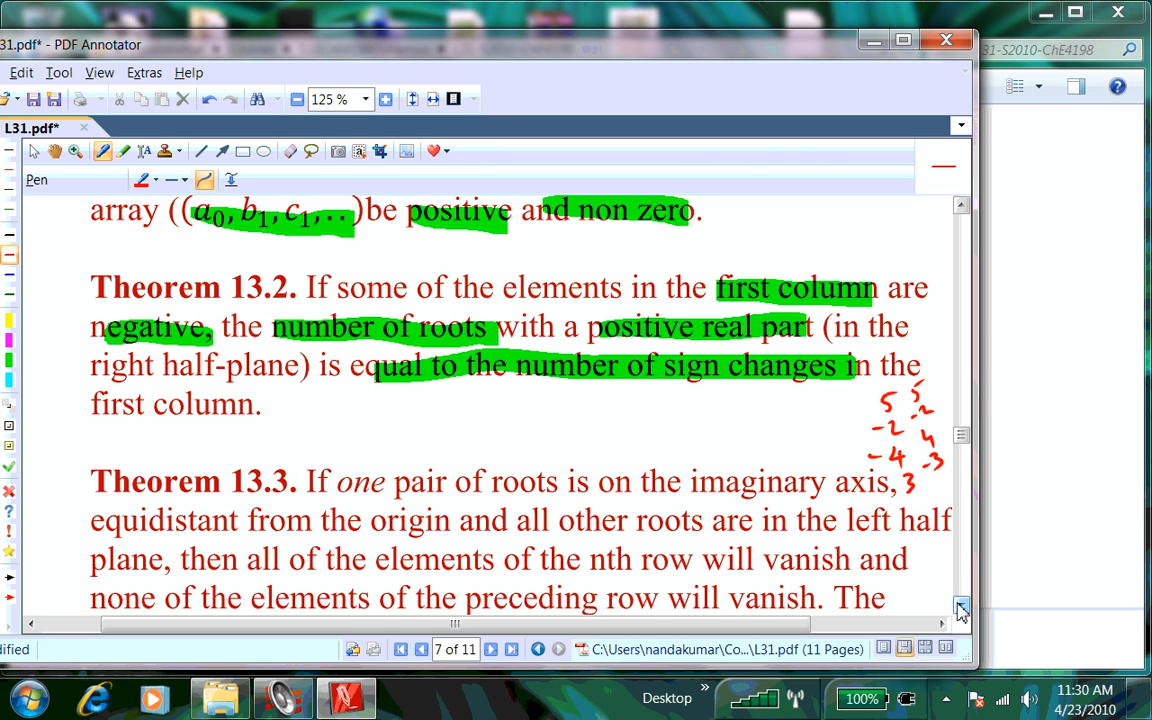 31-S2010-ChE4198
L31.pdf* - PDF Annotator
Edit Tool View Extras Help
125 %
L31.pdf*
Pen
array ((a₀, b₁, c₁, . . )be positive and non zero.
Theorem 13.2. If some of the elements in the first column are
negative, the number of roots with a positive real part (in the
right half-plane) is equal to the number of sign changes in the
first column.
5 5
-2 -2
4
-4 -3
3
Theorem 13.3. If one pair of roots is on the imaginary axis,
equidistant from the origin and all other roots are in the left half
plane, then all of the elements of the nth row will vanish and
none of the elements of the preceding row will vanish. The
dified
7 of 11
C:\Users\nandakumar\Co...\L31.pdf (11 Pages)
Desktop
100%
11:30 AM
4/23/2010